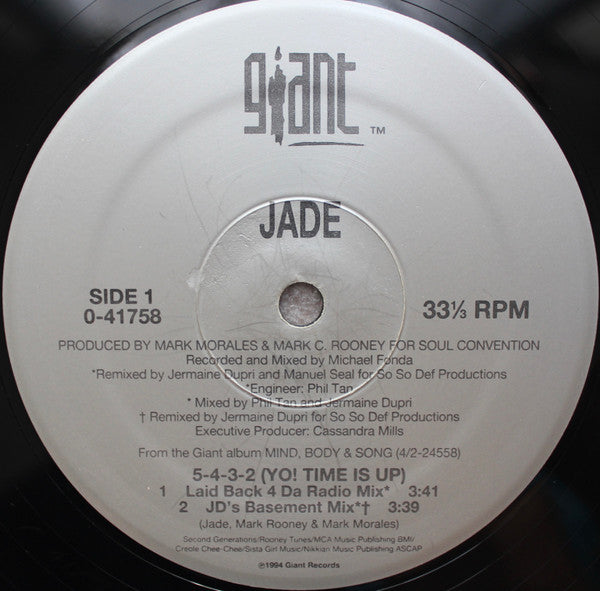 giant ™
JADE
SIDE 1
0-41758
33⅓ RPM
PRODUCED BY MARK MORALES & MARK C. ROONEY FOR SOUL CONVENTION
Recorded and Mixed by Michael Fonda
*Remixed by Jermaine Dupri and Manuel Seal for So So Def Productions
*Engineer: Phil Tan
* Mixed by Phil Tan and Jermaine Dupri
† Remixed by Jermaine Dupri for So So Def Productions
Executive Producer: Cassandra Mills
From the Giant album MIND, BODY & SONG (4/2-24558)
5-4-3-2 (YO! TIME IS UP)
1 Laid Back 4 Da Radio Mix* 3:41
2 JD's Basement Mix*† 3:39
(Jade, Mark Rooney & Mark Morales)
Second Generations/Rooney Tunes/MCA Music Publishing BMI/
Creole Chee-Chee/Sista Girl Music/Nikkian Music Publishing ASCAP
℗1994 Giant Records